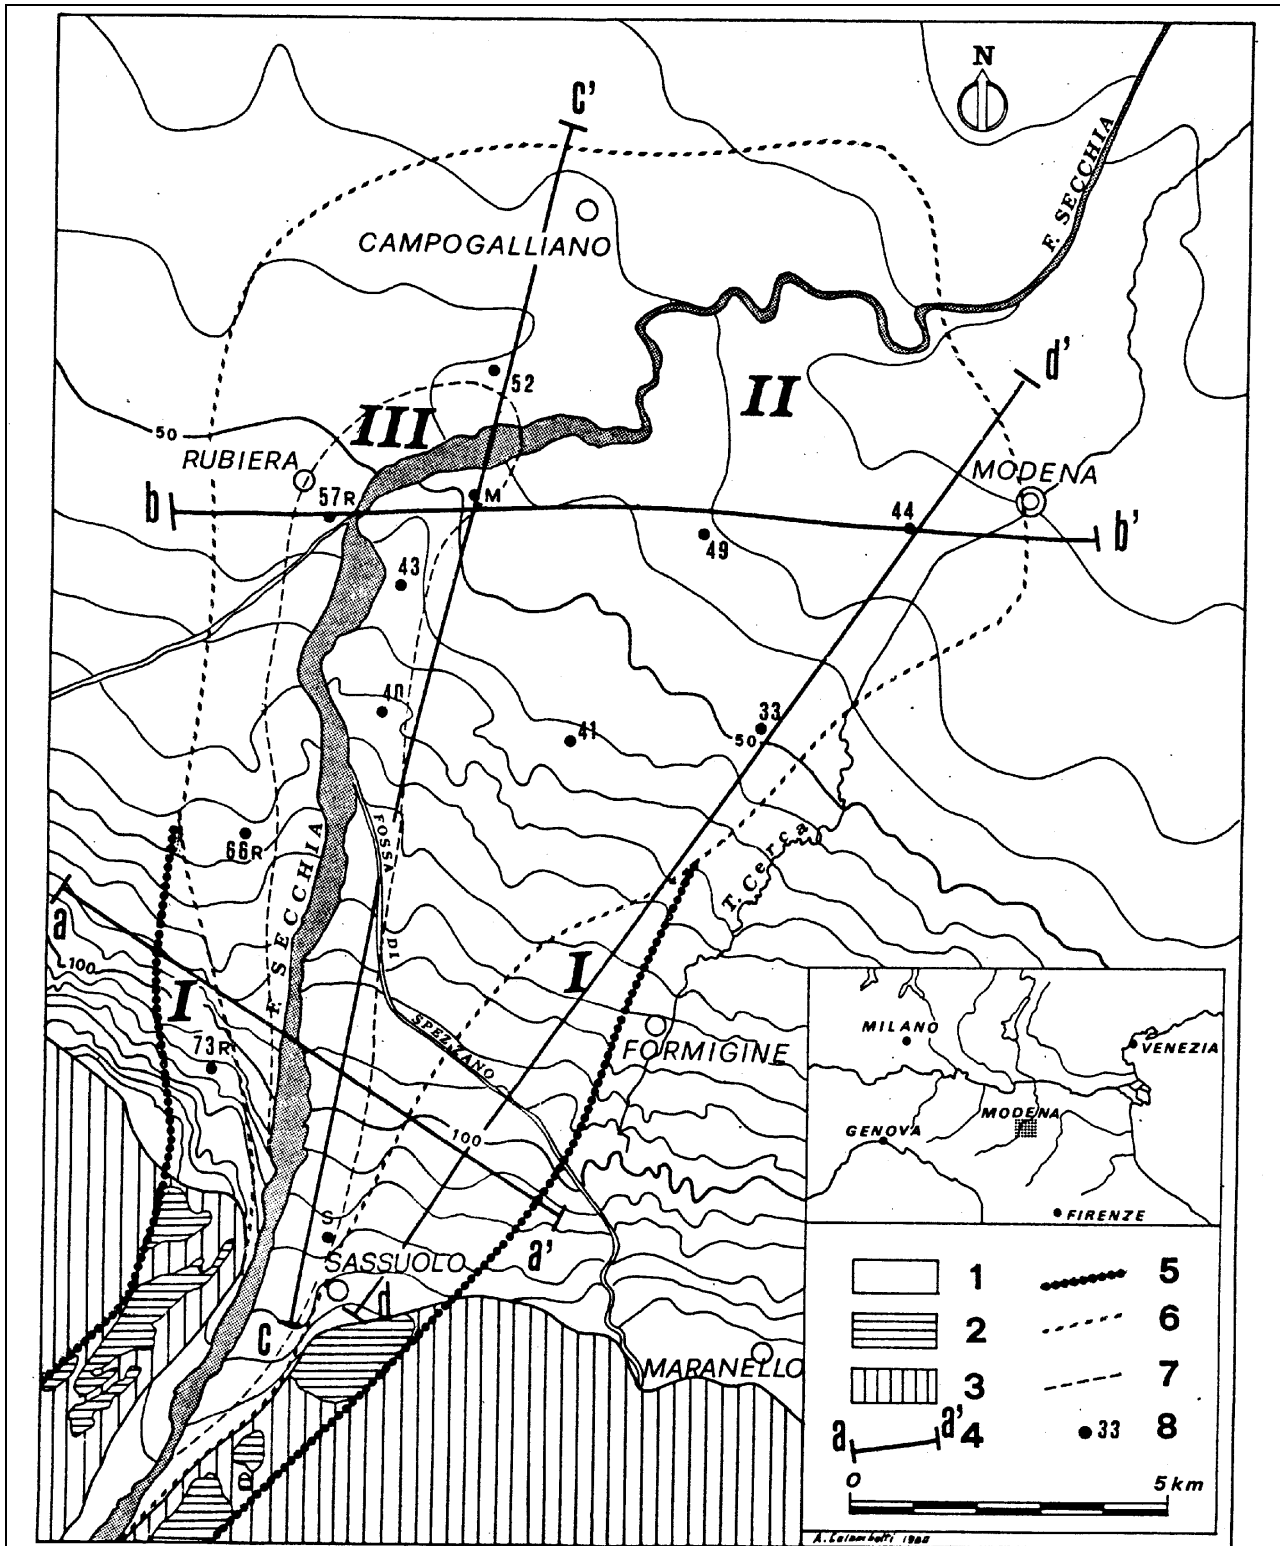 N
C'
F. SECCHIA
CAMPOGALLIANO
d'
52
II
III
50
RUBIERA
MODENA
57R
M
b
44
b'
49
43
40
33
41
50
FOSSA
DI
SPEZZANO
66R
F. SECCHIA
T. Cerca
a
100
I
I
73R
FORMIGINE
100
S
SASSUOLO
a'
d
C
MARANELLO
MILANO
VENEZIA
MODENA
GENOVA
FIRENZE
1
5
2
6
3
7
a
a'
4
33
8
0
5 km